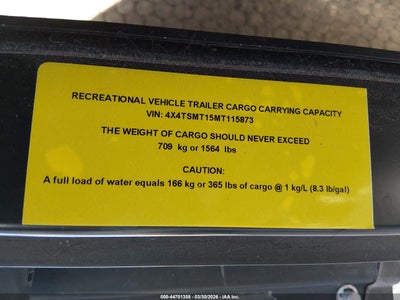 RECREATIONAL VEHICLE TRAILER CARGO CARRYING CAPACITY
VIN: 4X4TSMT15MT115873
THE WEIGHT OF CARGO SHOULD NEVER EXCEED
709 kg or 1564 lbs
CAUTION:
A full load of water equals 166 kg or 365 lbs of cargo @ 1 kg/L (8.3 lb/gal)
000-44701388 - 03/30/2026 - IAA Inc.